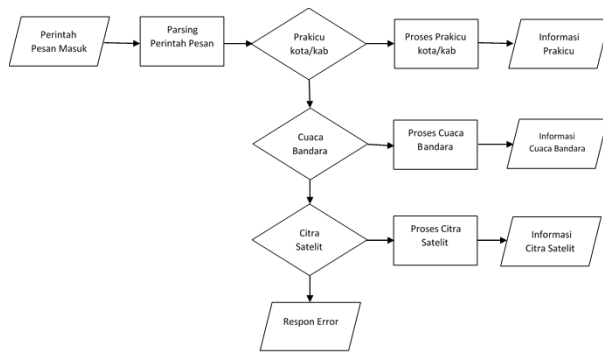 Perintah
Pesan Masuk
Parsing
Perintah Pesan
Prakicu
kota/kab
Proses Prakicu
kota/kab
Informasi
Prakicu
Cuaca
Bandara
Proses Cuaca
Bandara
Informasi
Cuaca Bandara
Citra
Satelit
Proses Citra
Satelit
Informasi
Citra Satelit
Respon Error